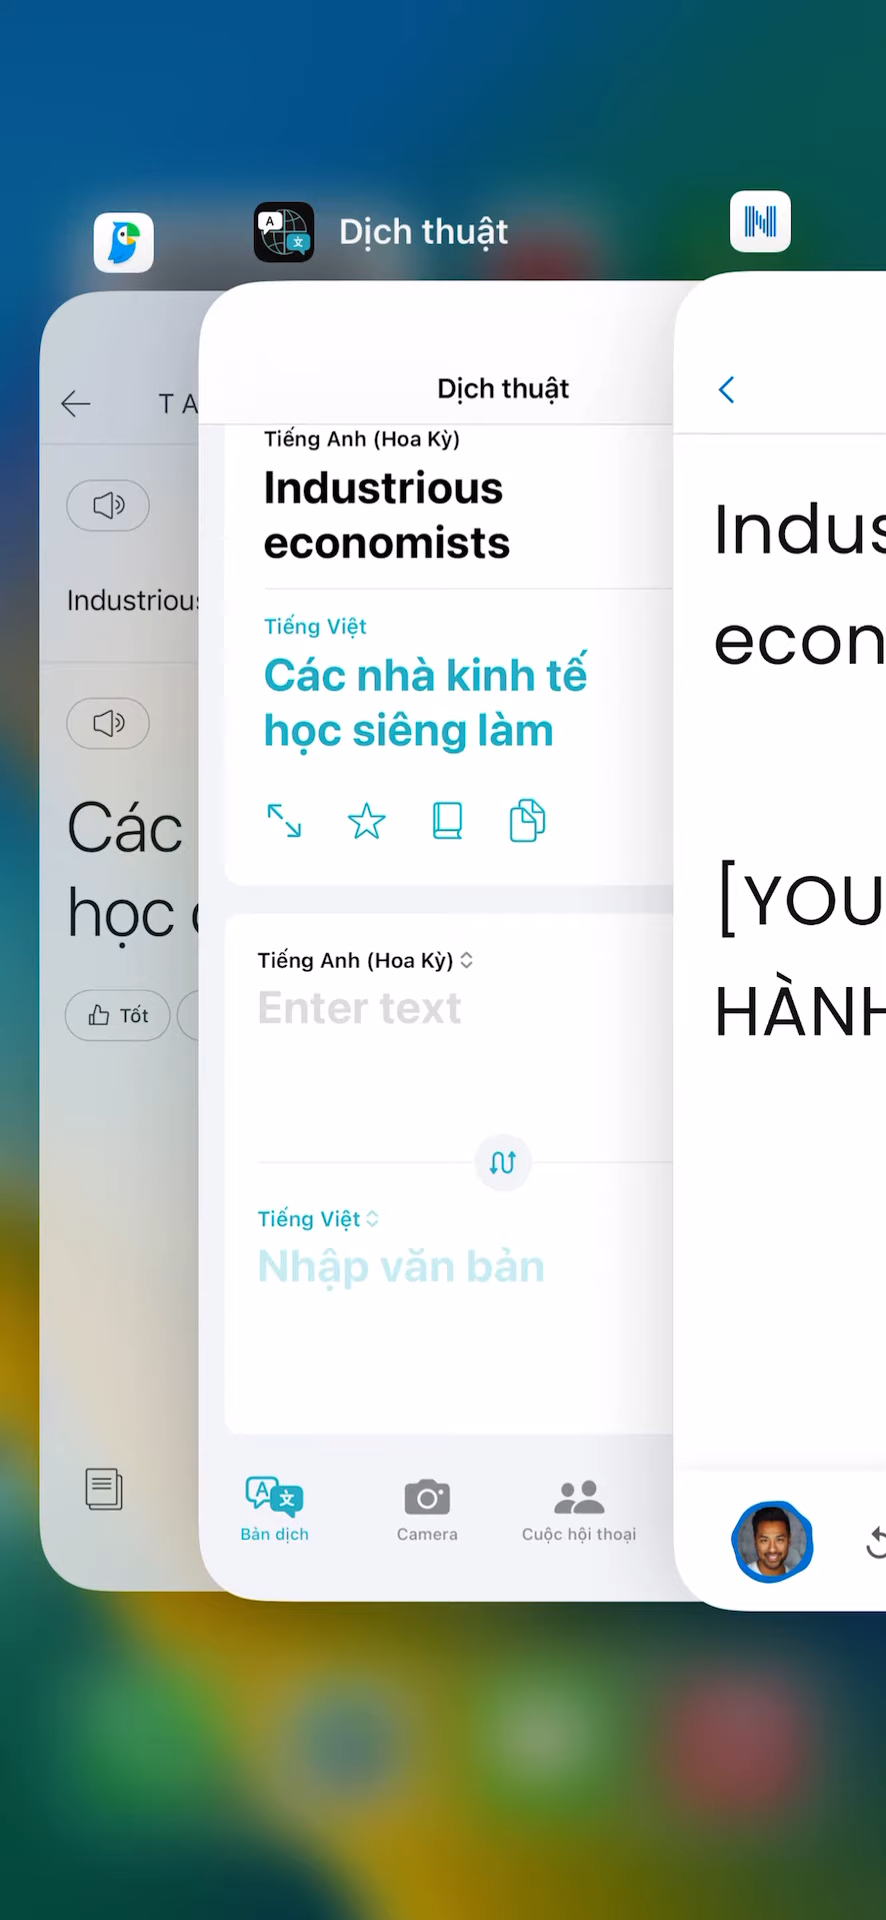 Dịch thuật
T A
Industrious
Các
học
Tốt
Dịch thuật
Tiếng Anh (Hoa Kỳ)
Industrious
economists
Tiếng Việt
Các nhà kinh tế
học siêng làm
Tiếng Anh (Hoa Kỳ)
Enter text
Tiếng Việt
Nhập văn bản
Bản dịch
Camera
Cuộc hội thoại
Indus
econ
[YOU
HÀNH